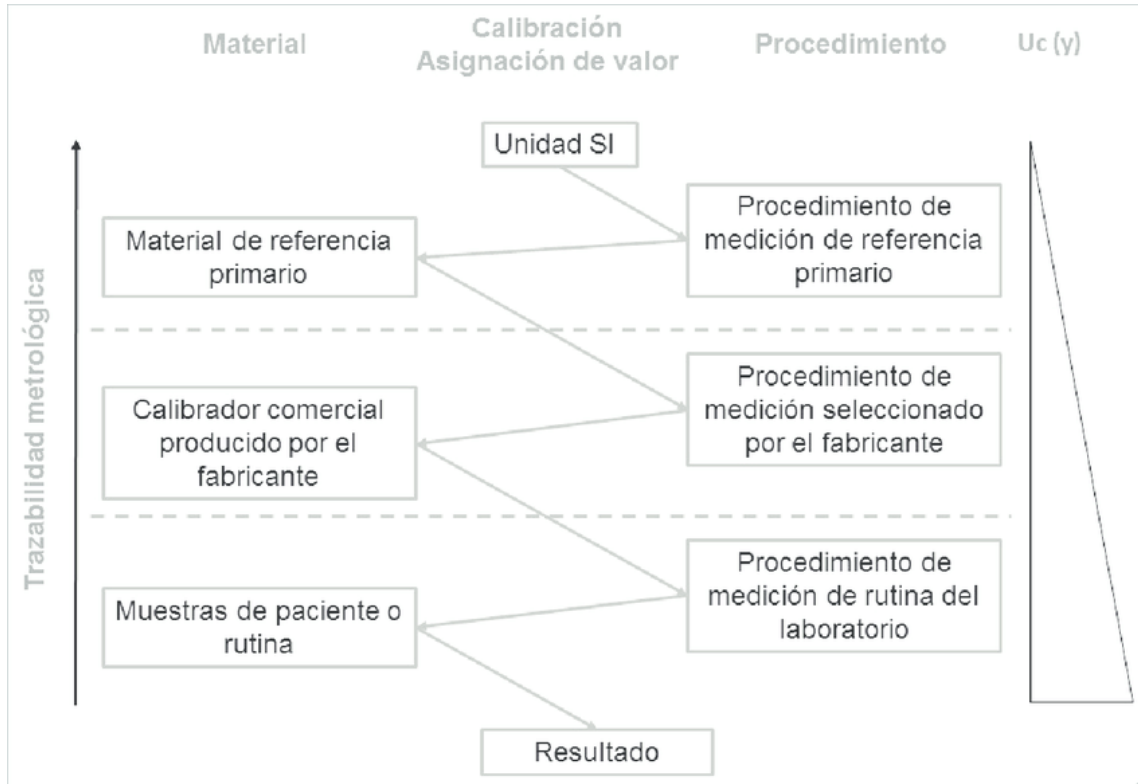 Material
Calibración
Asignación de valor
Procedimiento
Uc (y)
Trazabilidad metrológica
Unidad SI
Procedimiento de
medición de referencia
primario
Material de referencia
primario
Procedimiento de
medición seleccionado
por el fabricante
Calibrador comercial
producido por el
fabricante
Procedimiento de
medición de rutina del
laboratorio
Muestras de paciente o
rutina
Resultado